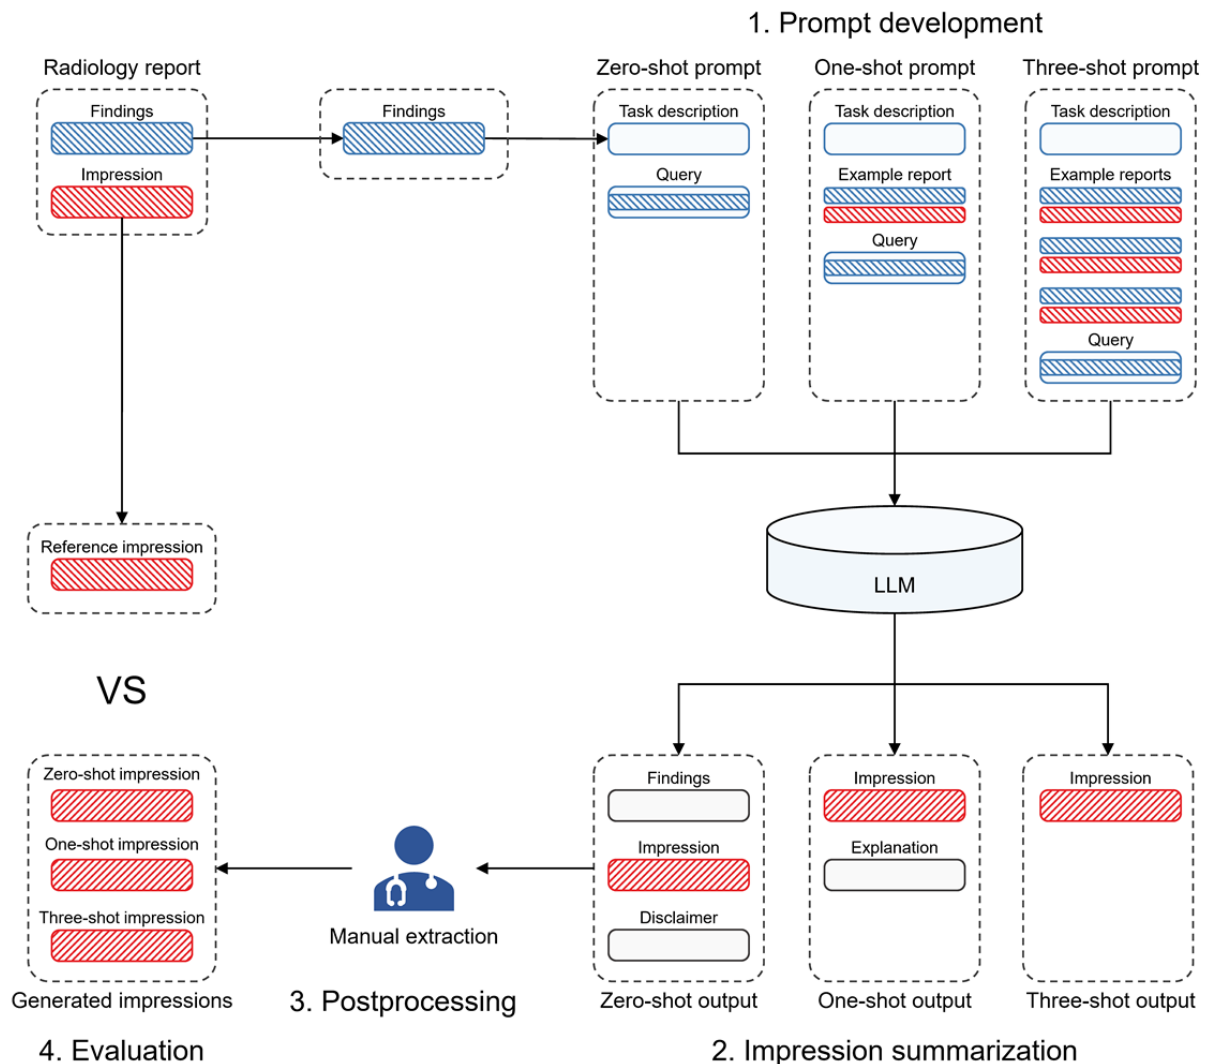 1. Prompt development
Radiology report
Findings
Impression
Findings
Zero-shot prompt
Task description
Query
One-shot prompt
Task description
Example report
Query
Three-shot prompt
Task description
Example reports
Query
LLM
Reference impression
VS
Zero-shot impression
One-shot impression
Three-shot impression
Generated impressions
4. Evaluation
Manual extraction
3. Postprocessing
Findings
Impression
Disclaimer
Zero-shot output
Impression
Explanation
One-shot output
Impression
Three-shot output
2. Impression summarization